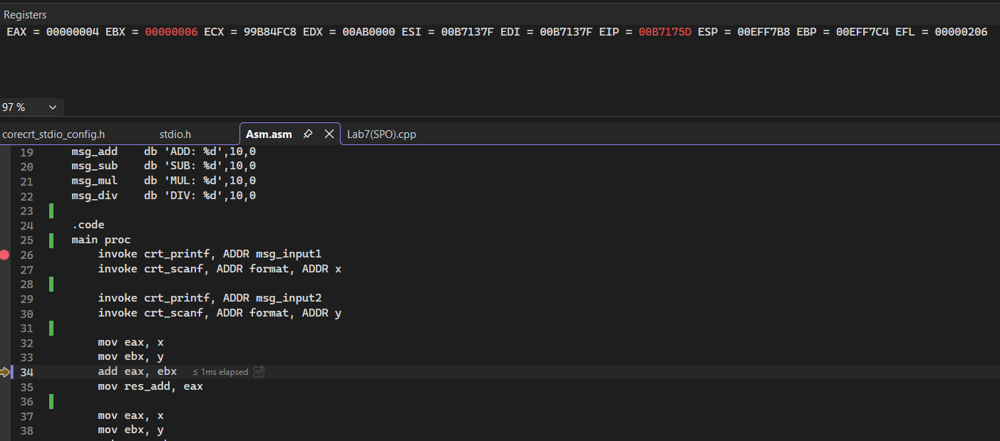 Registers
EAX = 00000004 EBX = 00000006 ECX = 99B84FC8 EDX = 00AB0000 ESI = 00B7137F EDI = 00B7137F EIP = 00B7175D ESP = 00EFF7B8 EBP = 00EFF7C4 EFL = 00000206
97 %
corecrt_stdio_config.h stdio.h Asm.asm Lab7(SPO).cpp
19 msg_add db 'ADD: %d',10,0
20 msg_sub db 'SUB: %d',10,0
21 msg_mul db 'MUL: %d',10,0
22 msg_div db 'DIV: %d',10,0
23
24 .code
25 main proc
26 invoke crt_printf, ADDR msg_input1
27 invoke crt_scanf, ADDR format, ADDR x
28
29 invoke crt_printf, ADDR msg_input2
30 invoke crt_scanf, ADDR format, ADDR y
31
32 mov eax, x
33 mov ebx, y
34 add eax, ebx ≤ 1ms elapsed
35 mov res_add, eax
36
37 mov eax, x
38 mov ebx, y